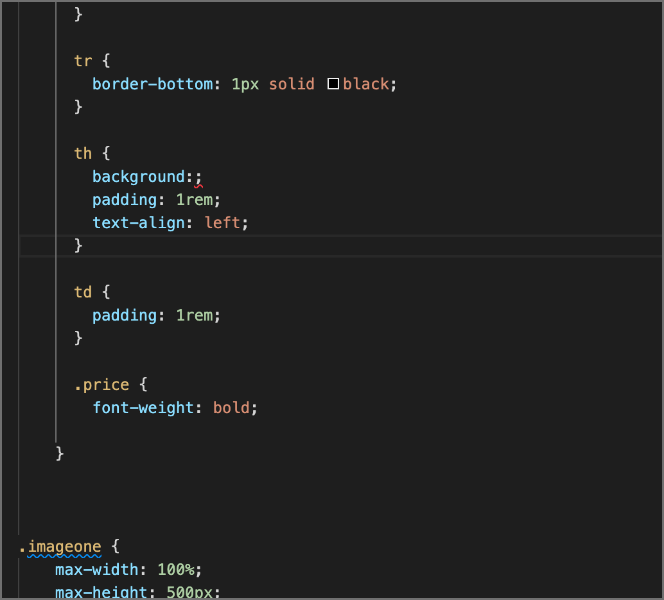 }
tr {
border-bottom: 1px solid black;
}
th {
background:;
padding: 1rem;
text-align: left;
}
td {
padding: 1rem;
}
.price {
font-weight: bold;
}
.imageone {
max-width: 100%;
max-height: 500px;